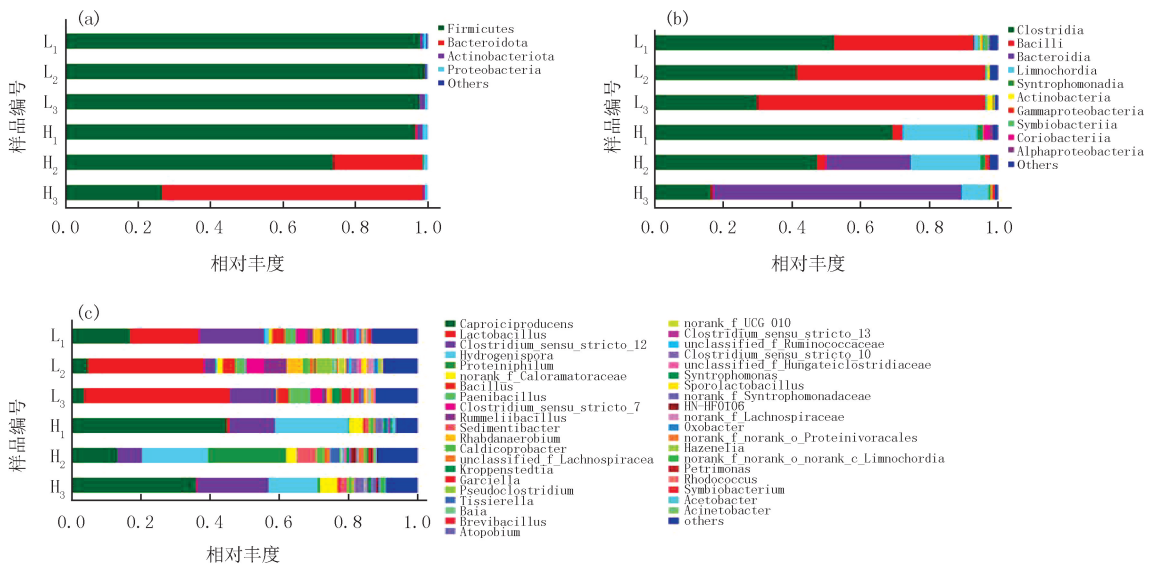 (a)
Firmicutes
Bacteroidota
Actinobacteriota
Proteobacteria
Others
样品编号
L1
L2
L3
H1
H2
H3
0.0 0.2 0.4 0.6 0.8 1.0
相对丰度
(b)
Clostridia
Bacilli
Bacteroidia
Limnochordia
Syntrophomonadia
Actinobacteria
Gammaproteobacteria
Symbiobacteriia
Coriobacteriia
Alphaproteobacteria
Others
样品编号
L1
L2
L3
H1
H2
H3
0.0 0.2 0.4 0.6 0.8 1.0
相对丰度
(c)
样品编号
L1
L2
L3
H1
H2
H3
0.0 0.2 0.4 0.6 0.8 1.0
相对丰度
Caproiciproducens
Lactobacillus
Clostridium_sensu_stricto_12
Hydrogenispora
Proteiniphilum
norank_f_Caloramatoraceae
Bacillus
Paenibacillus
Clostridium_sensu_stricto_7
Rummeliibacillus
Sedimentibacter
Rhabdanaerobium
Caldicoprobacter
unclassified_f_Lachnospiracea
Kroppenstedtia
Garciella
Pseudoclostridium
Tissierella
Baia
Brevibacillus
Atopobium
norank_f_UCG_010
Clostridium_sensu_stricto_13
unclassified_f_Ruminococcaceae
Clostridium_sensu_stricto_10
unclassified_f_Hungateiclostridiaceae
Syntrophomonas
Sporolactobacillus
norank_f_Syntrophomonadaceae
HN-HF0106
norank_f_Lachnospiraceae
Oxobacter
norank_f_norank_o_Proteinivoracales
Hazenelia
norank_f_norank_o_norank_c_Limnochordia
Petrimonas
Rhodococcus
Symbiobacterium
Acetobacter
Acinetobacter
others